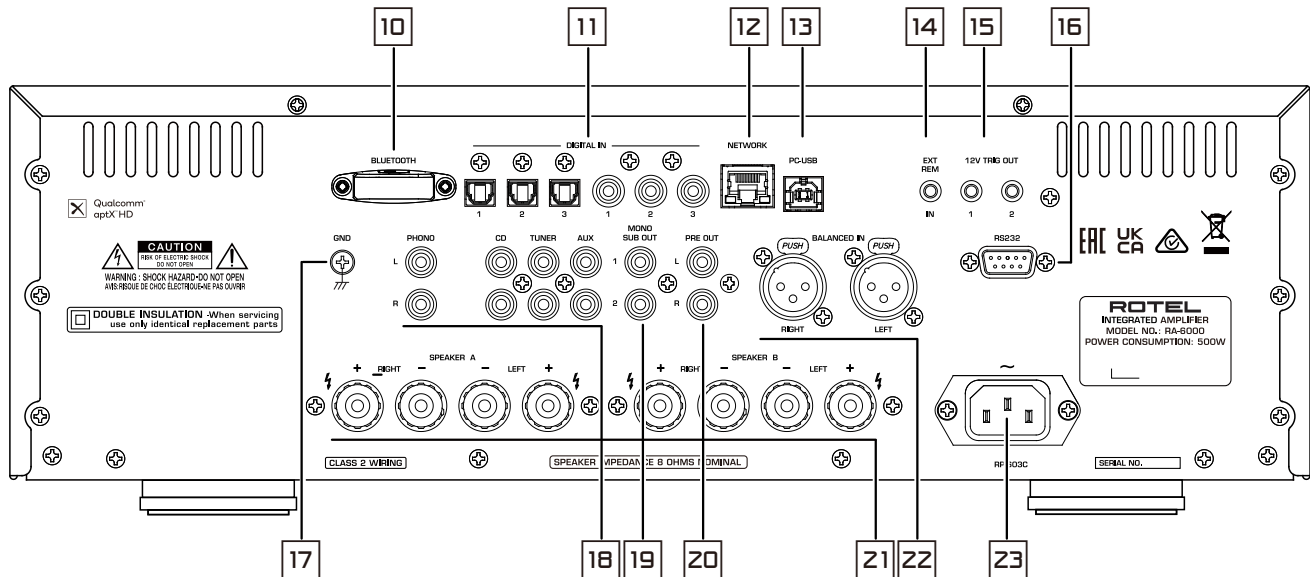 10 11 12 13 14 15 16
DIGITAL IN
NETWORK
BLUETOOTH
PC-USB
EXT
REM
12V TRIG OUT
Qualcomm
aptX HD
1 2 3 1 2 3
IN
1 2
GND
PHONO
CD TUNER AUX
MONO
SUB OUT
PRE OUT
BALANCED IN
PUSH PUSH
RS232
EAC UK CA
CAUTION
RISK OF ELECTRIC SHOCK
DO NOT OPEN
WARNING : SHOCK HAZARD•DO NOT OPEN
AVIS:RISQUE DE CHOC ÉLECTRIQUE•NE PAS OUVRIR
L 1 L
R 2 R
RIGHT LEFT
DOUBLE INSULATION -When servicing
use only identical replacement parts
ROTEL
INTEGRATED AMPLIFIER
MODEL NO.: RA-6000
POWER CONSUMPTION: 500W
SPEAKER A SPEAKER B
+ RIGHT – – LEFT + + RIGHT – – LEFT +
~
CLASS 2 WIRING
SPEAKER IMPEDANCE 8 OHMS NOMINAL
SERIAL NO.
17 18 19 20 21 22 23